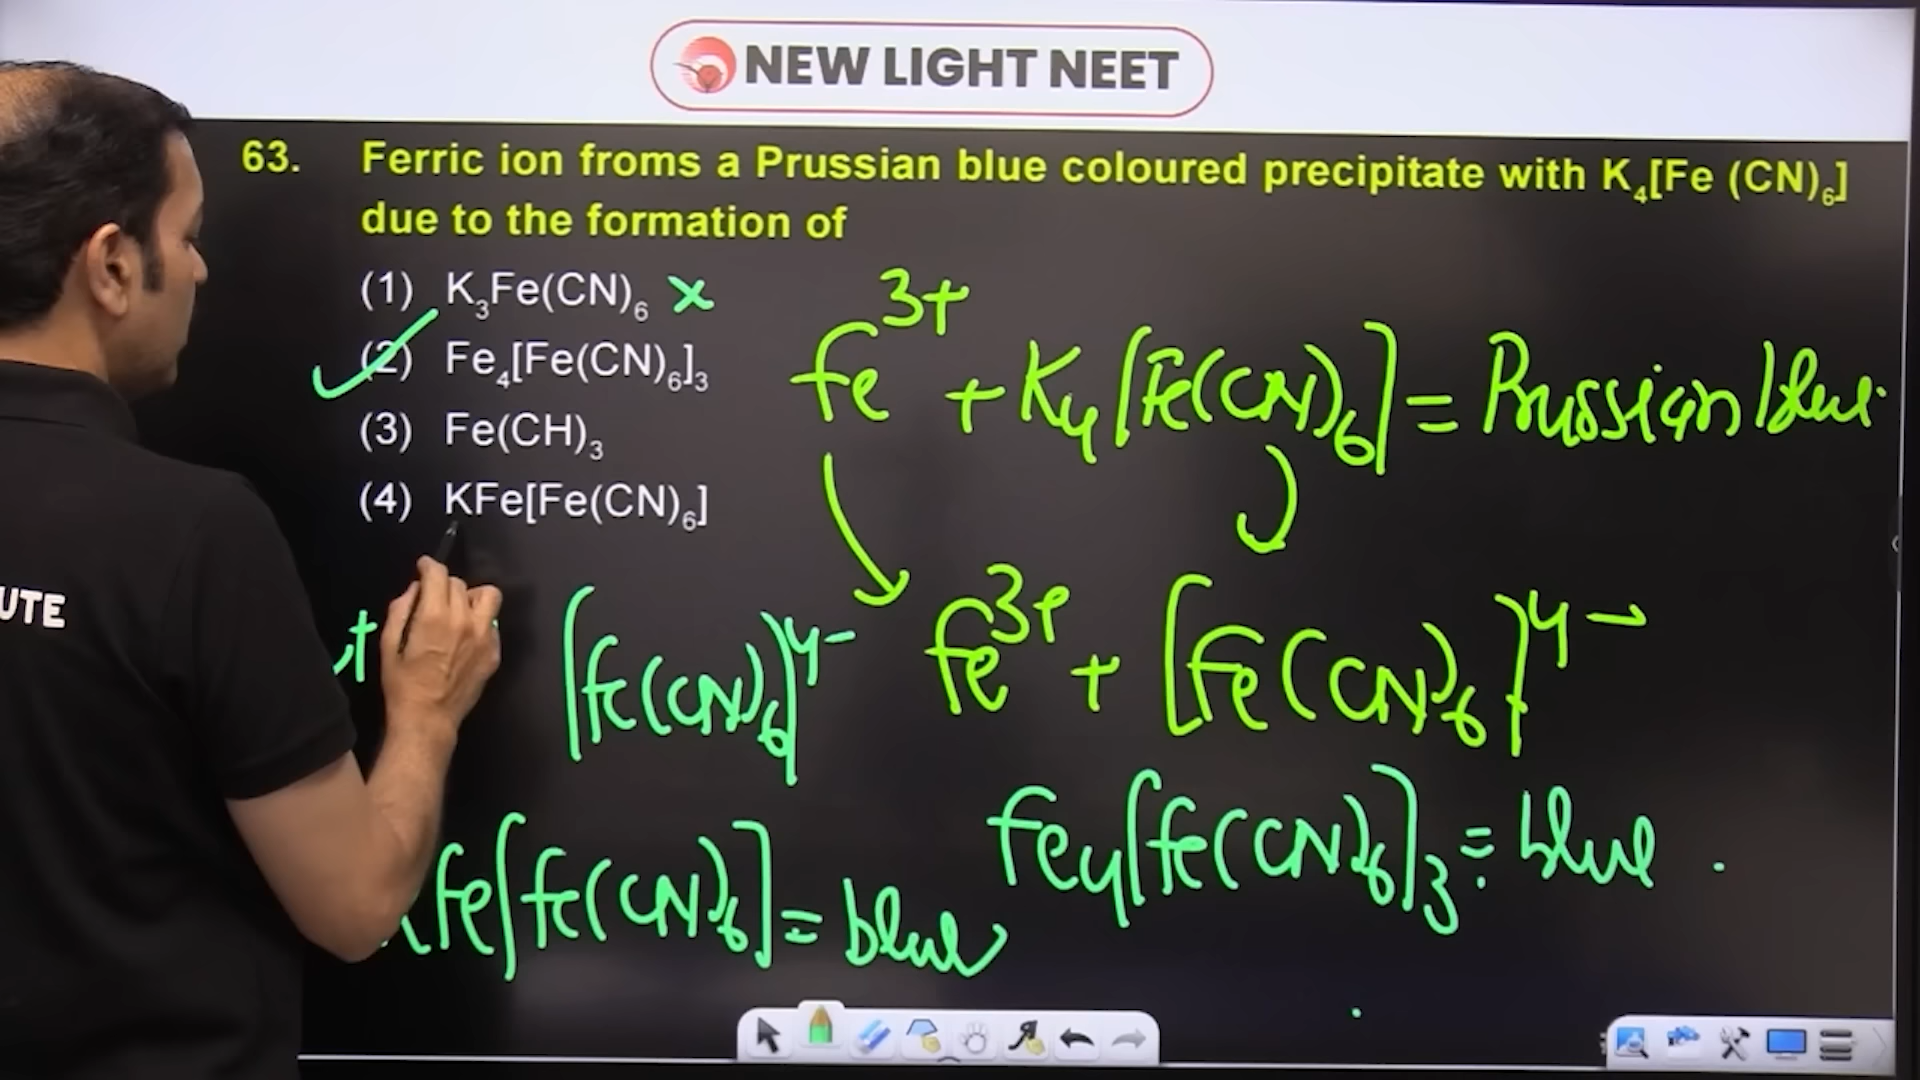 NEW LIGHT NEET
63. Ferric ion froms a Prussian blue coloured precipitate with K₄[Fe (CN)₆]
due to the formation of
(1) K₃Fe(CN)₆ x
(2) Fe₄[Fe(CN)₆]₃
(3) Fe(CH)₃
(4) KFe[Fe(CN)₆]
Fe³⁺ + K₄[Fe(CN)₆] = Prussian blue.
Fe³⁺ + [Fe(CN)₆]⁴⁻
[Fe(CN)₆]⁴⁻
Fe₄[Fe(CN)₆]₃ = blue.
Fe[Fe(CN)₆] = blue
UTE